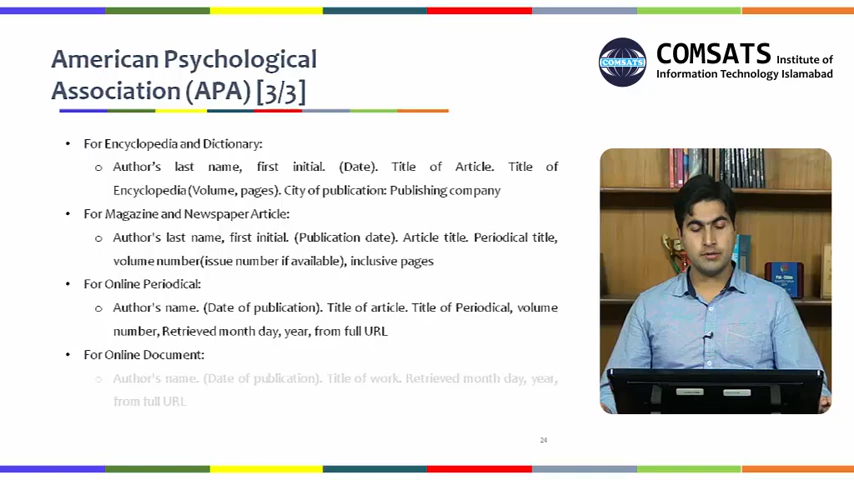 American Psychological
Association (APA) [3/3]
COMSATS
COMSATS Institute of
Information Technology Islamabad
• For Encyclopedia and Dictionary:
o Author's last name, first initial. (Date). Title of Article. Title of
Encyclopedia(Volume, pages). City of publication: Publishing company
• For Magazine and Newspaper Article:
o Author's last name, first initial. (Publication date). Article title. Periodical title,
volume number(issue number if available), inclusive pages
• For Online Periodical:
o Author's name. (Date of publication). Title of article. Title of Periodical, volume
number, Retrieved month day, year, from full URL
• For Online Document:
o Author's name. (Date of publication). Title of work. Retrieved month day, year,
from full URL
24